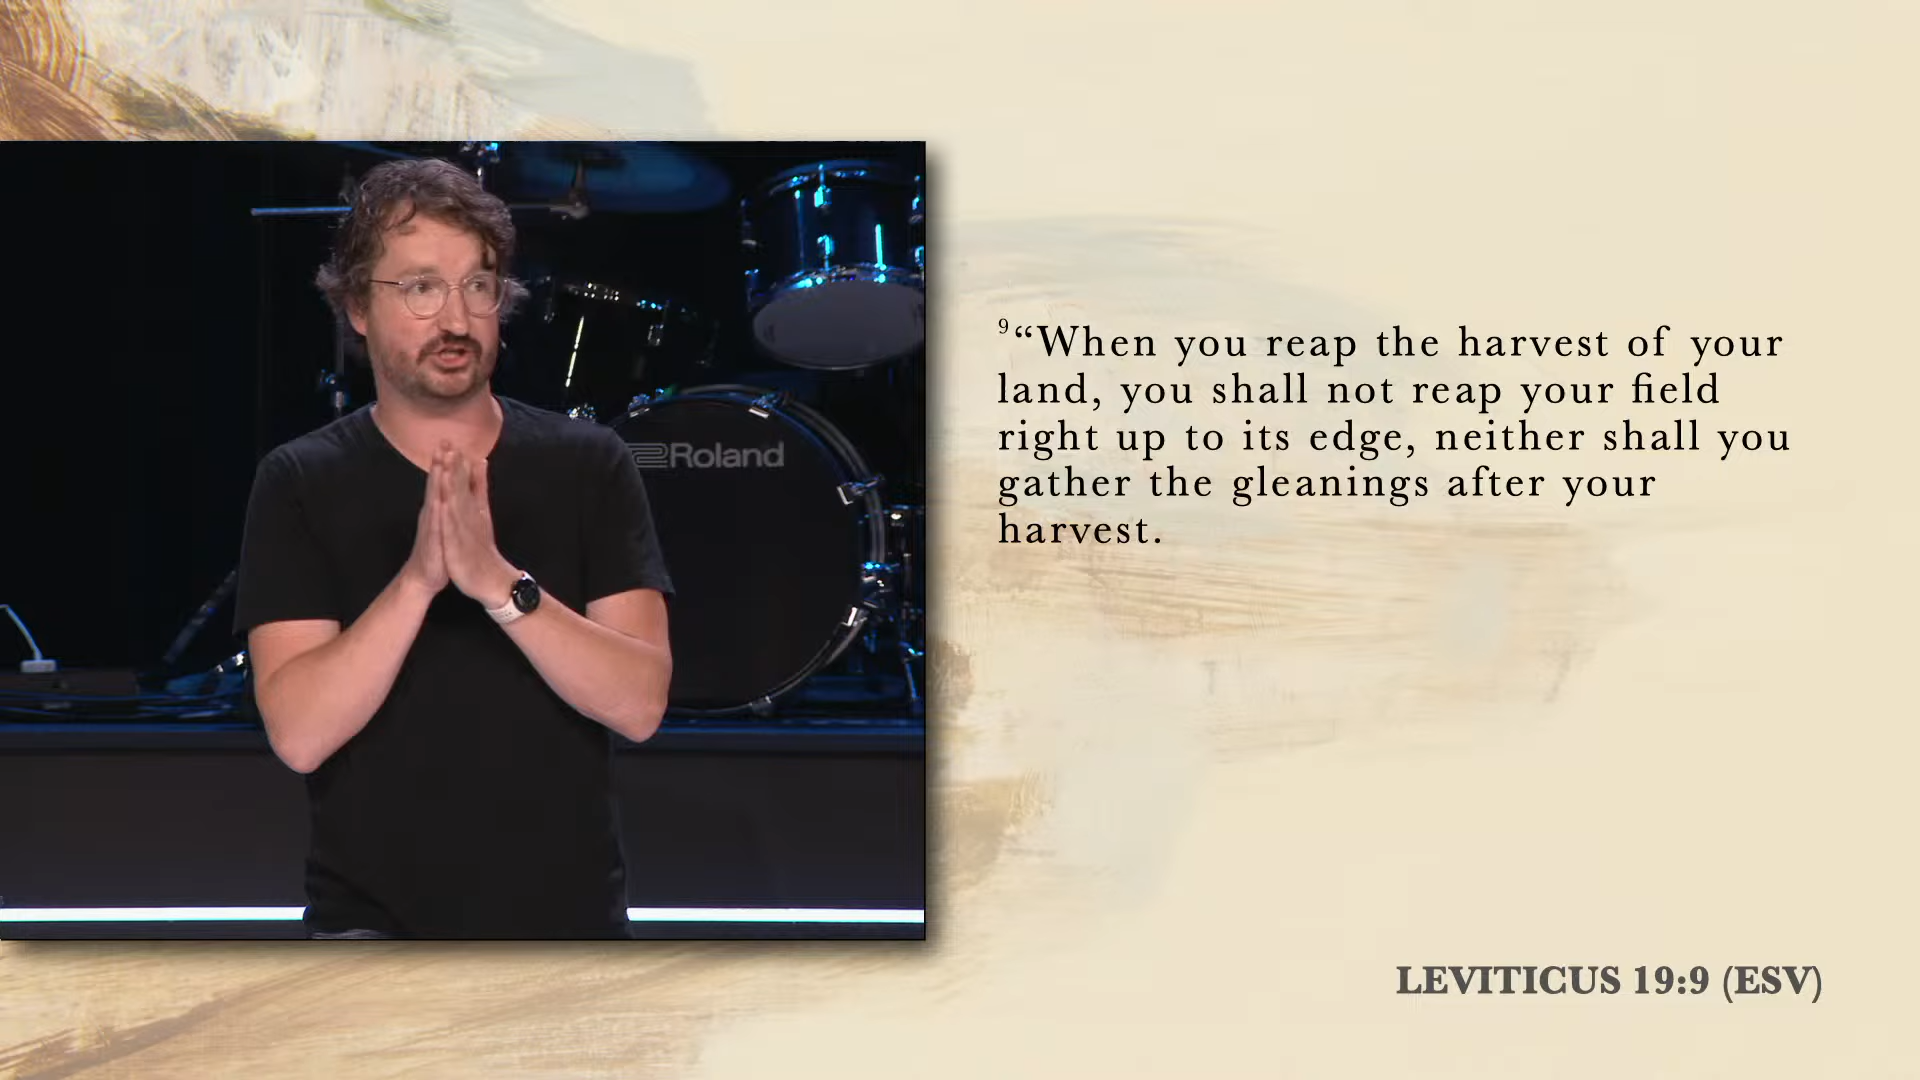 Roland
⁹“When you reap the harvest of your
land, you shall not reap your field
right up to its edge, neither shall you
gather the gleanings after your
harvest.
LEVITICUS 19:9 (ESV)